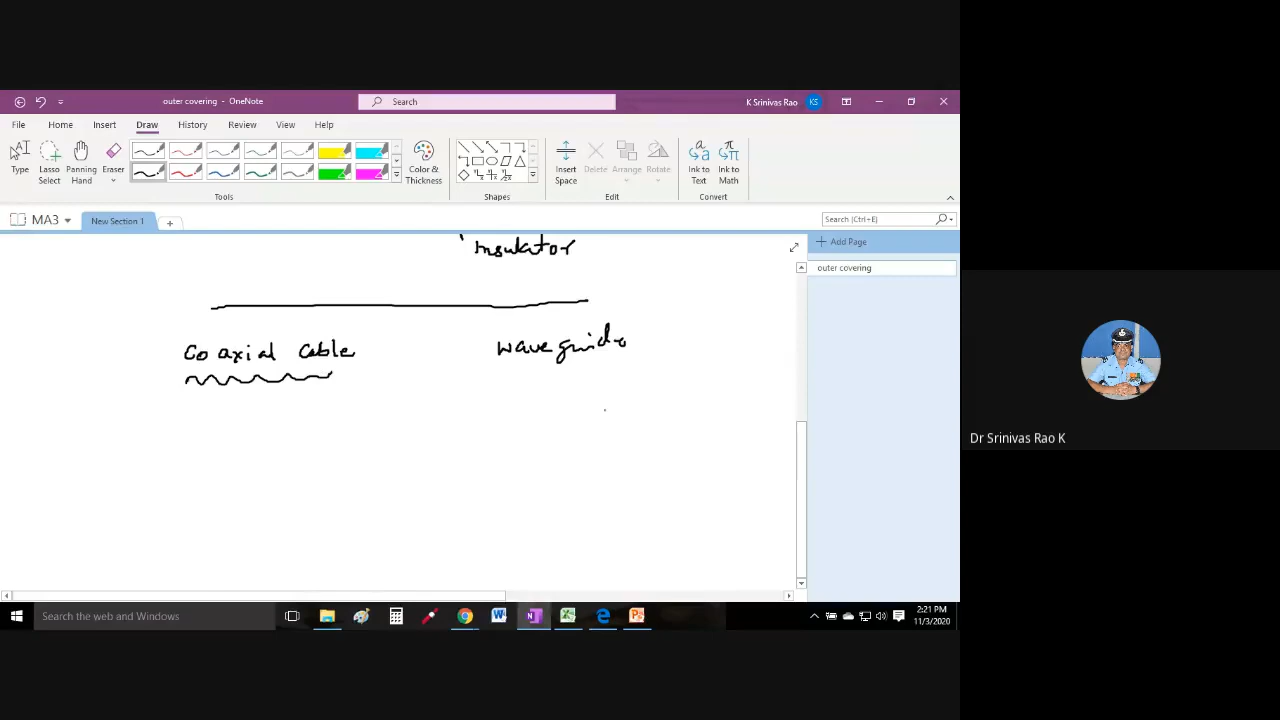 outer covering - OneNote
Search
K Srinivas Rao
KS
File Home Insert Draw History Review View Help
Type
Lasso Select
Panning Hand
Eraser
Color & Thickness
Insert Space
Delete
Arrange
Rotate
Ink to Text
Ink to Math
Tools
Shapes
Edit
Convert
MA3
New Section 1
Search (Ctrl+E)
Add Page
outer covering
Insulator
Coaxial Cable
waveguide
Dr Srinivas Rao K
Search the web and Windows
2:21 PM
11/3/2020